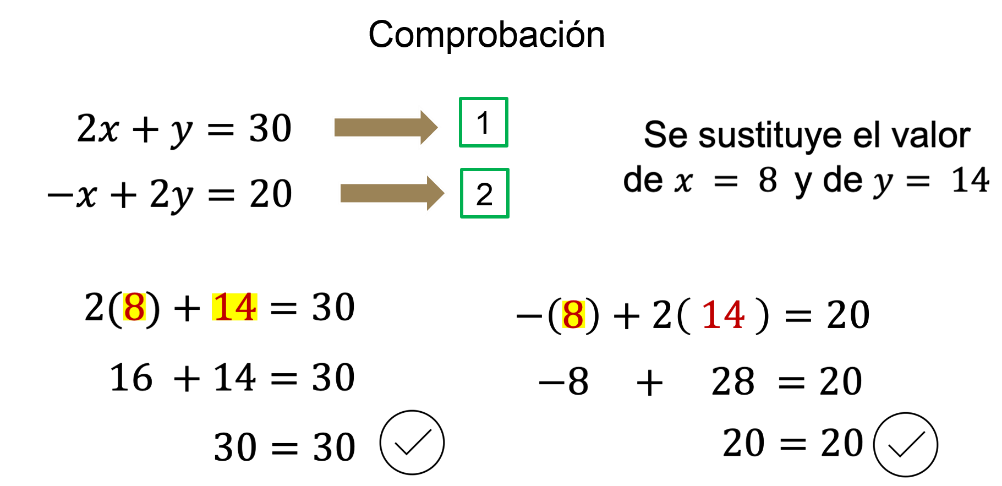 Comprobación
2x + y = 30
1
−x + 2y = 20
2
Se sustituye el valor
de x = 8 y de y = 14
2(8) + 14 = 30
16 + 14 = 30
30 = 30
−(8) + 2( 14 ) = 20
−8 + 28 = 20
20 = 20